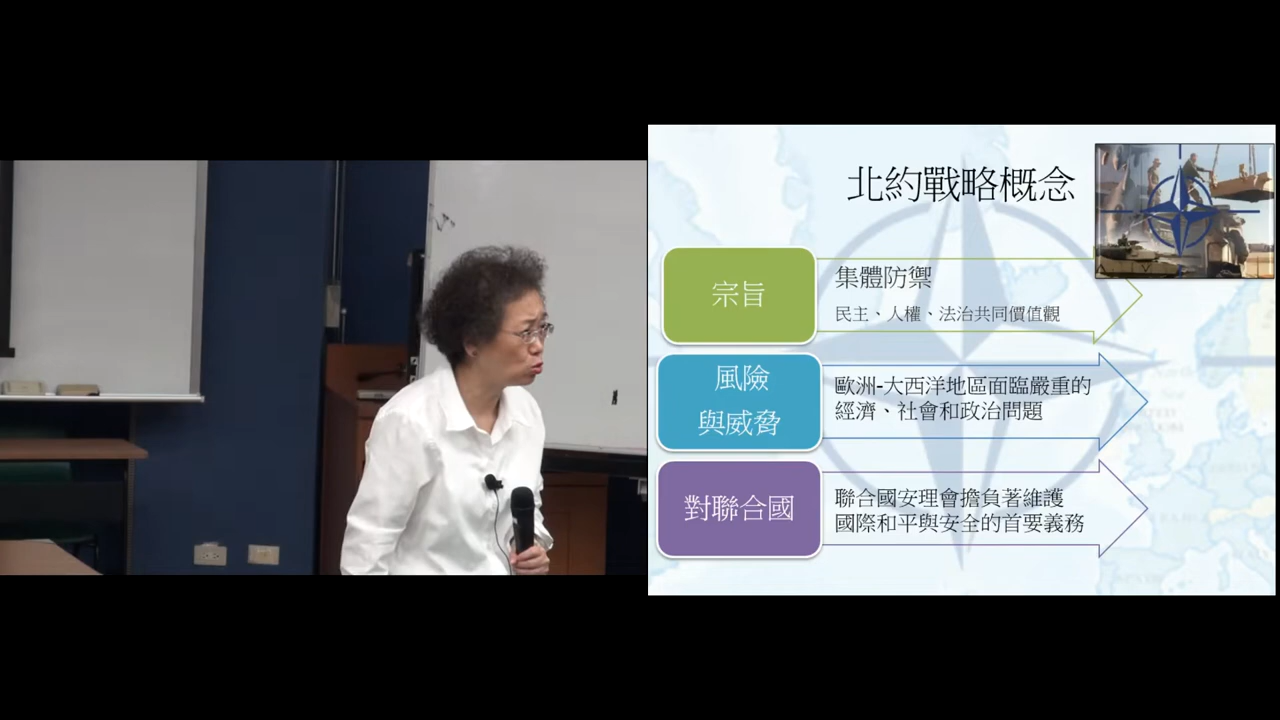 北約戰略概念
宗旨
集體防禦
民主、人權、法治共同價值觀
風險
與威脅
歐洲-大西洋地區面臨嚴重的
經濟、社會和政治問題
對聯合國
聯合國安理會擔負著維護
國際和平與安全的首要義務